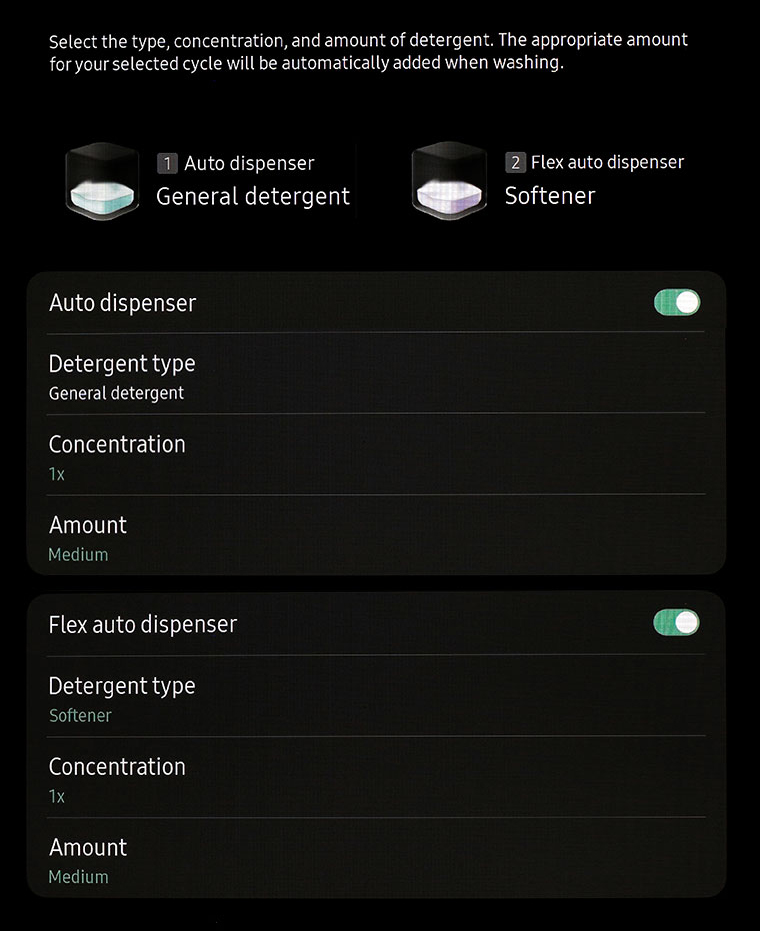 Select the type, concentration, and amount of detergent. The appropriate amount
for your selected cycle will be automatically added when washing.
1 Auto dispenser
General detergent
2 Flex auto dispenser
Softener
Auto dispenser
Detergent type
General detergent
Concentration
1x
Amount
Medium
Flex auto dispenser
Detergent type
Softener
Concentration
1x
Amount
Medium